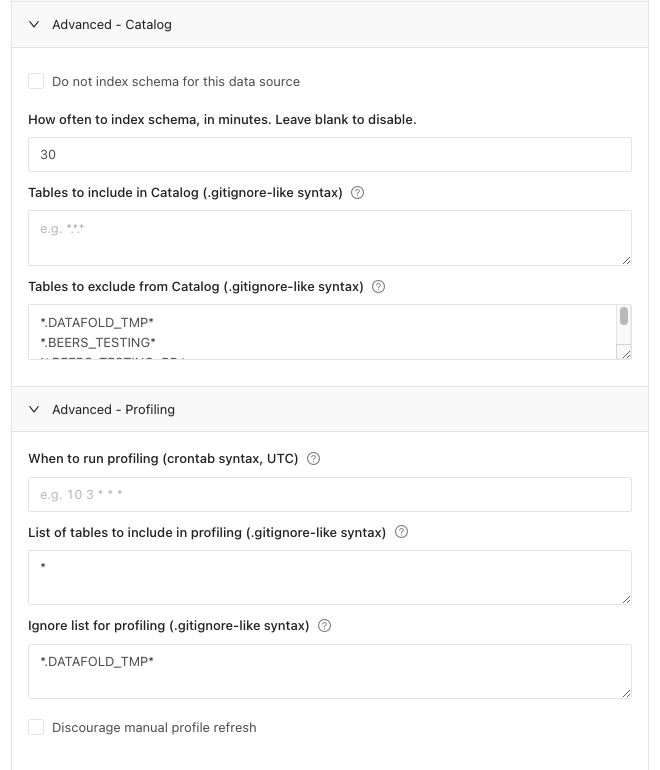 Advanced - Catalog
Do not index schema for this data source
How often to index schema, in minutes. Leave blank to disable.
30
Tables to include in Catalog (.gitignore-like syntax)
e.g. *.*.*
Tables to exclude from Catalog (.gitignore-like syntax)
*.DATAFOLD_TMP*
*.BEERS_TESTING*
Advanced - Profiling
When to run profiling (crontab syntax, UTC)
e.g. 10 3 * * *
List of tables to include in profiling (.gitignore-like syntax)
*
Ignore list for profiling (.gitignore-like syntax)
*.DATAFOLD_TMP*
Discourage manual profile refresh